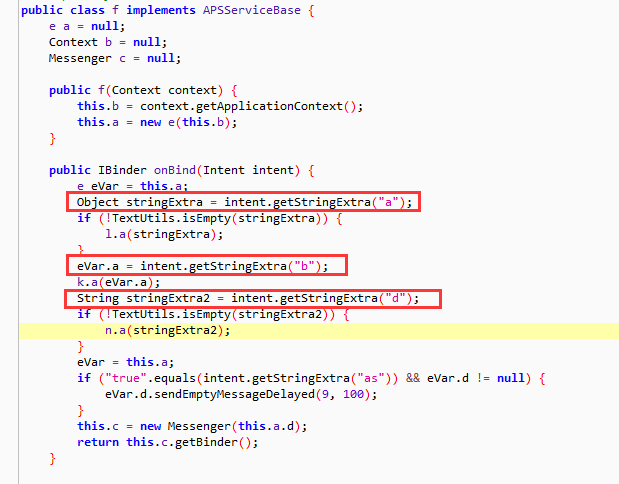 public class f implements APSServiceBase {
    e a = null;
    Context b = null;
    Messenger c = null;

    public f(Context context) {
        this.b = context.getApplicationContext();
        this.a = new e(this.b);
    }

    public IBinder onBind(Intent intent) {
        e eVar = this.a;
        Object stringExtra = intent.getStringExtra("a");
        if (!TextUtils.isEmpty(stringExtra)) {
            l.a(stringExtra);
        }
        eVar.a = intent.getStringExtra("b");
        k.a(eVar.a);
        String stringExtra2 = intent.getStringExtra("d");
        if (!TextUtils.isEmpty(stringExtra2)) {
            n.a(stringExtra2);
        }
        eVar = this.a;
        if ("true".equals(intent.getStringExtra("as")) && eVar.d != null) {
            eVar.d.sendEmptyMessageDelayed(9, 100);
        }
        this.c = new Messenger(this.a.d);
        return this.c.getBinder();
    }